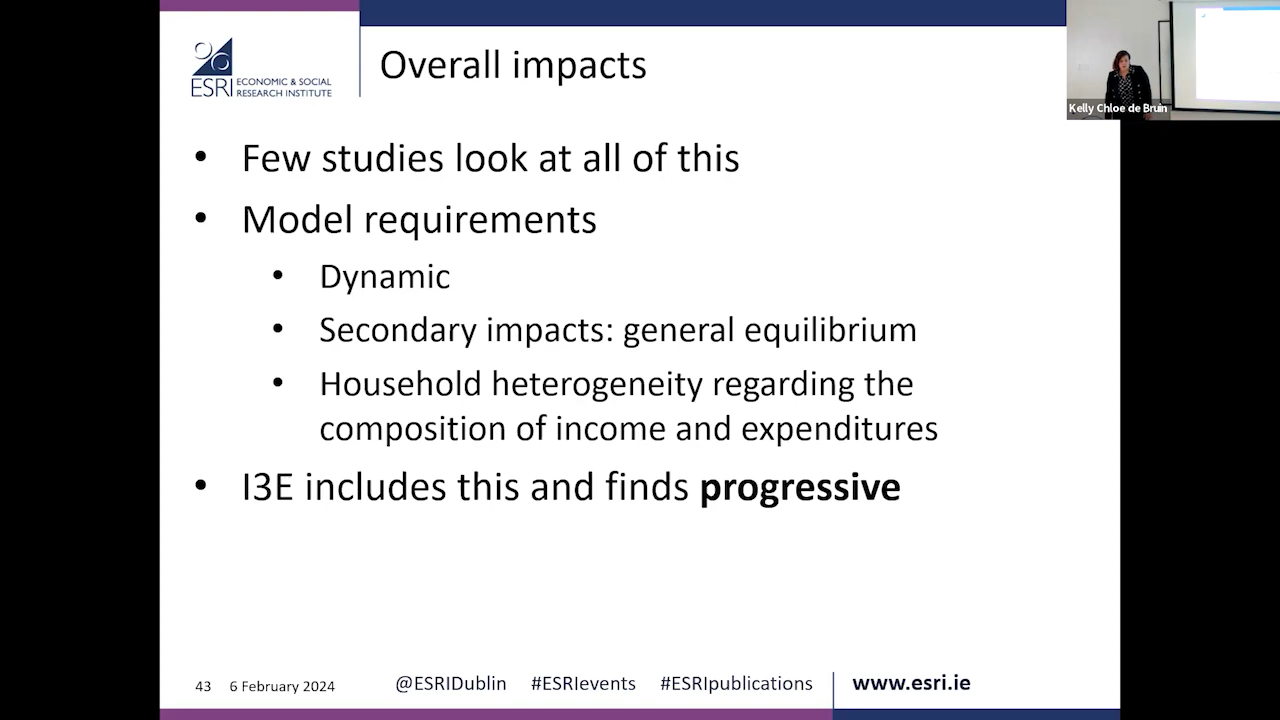 ESRI
ECONOMIC & SOCIAL
RESEARCH INSTITUTE
Overall impacts
Kelly Chloe de Bruin
• Few studies look at all of this
• Model requirements
• Dynamic
• Secondary impacts: general equilibrium
• Household heterogeneity regarding the
composition of income and expenditures
• I3E includes this and finds progressive
43 6 February 2024 @ESRIDublin #ESRIevents #ESRIpublications www.esri.ie